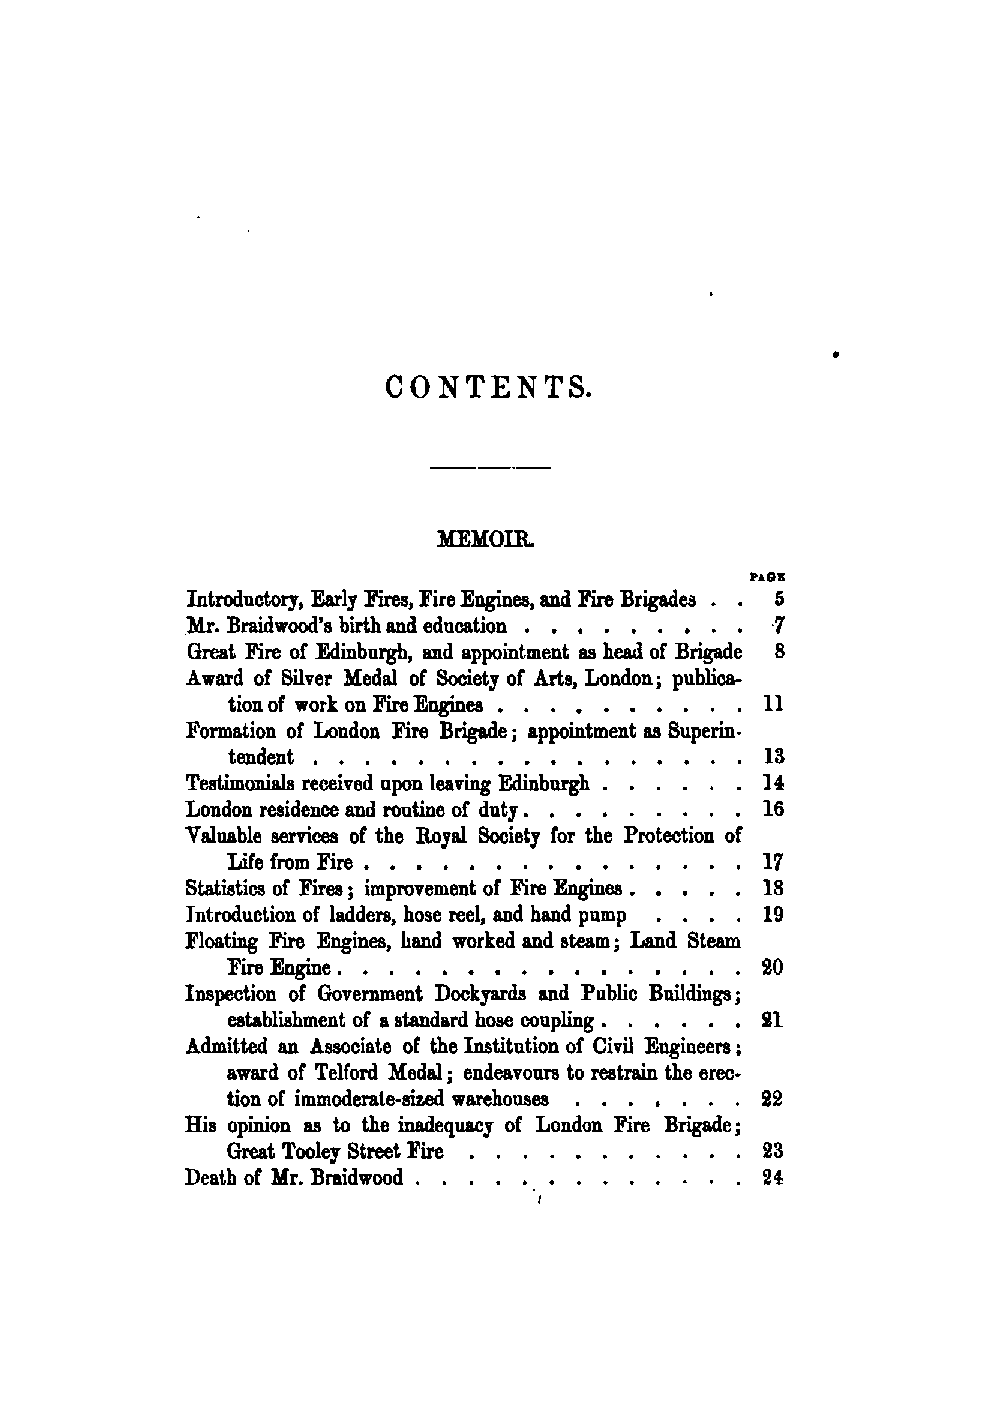 CONTENTS.
MEMOIR.
PAGE
Introductory, Early Fires, Fire Engines, and Fire Brigades . . 5
Mr. Braidwood's birth and education . . . . . . . . . 7
Great Fire of Edinburgh, and appointment as head of Brigade 8
Award of Silver Medal of Society of Arts, London; publica-
tion of work on Fire Engines . . . . . . . . . . 11
Formation of London Fire Brigade; appointment as Superin-
tendent . . . . . . . . . . . . . . . . . 13
Testimonials received upon leaving Edinburgh . . . . . . 14
London residence and routine of duty . . . . . . . . . 16
Valuable services of the Royal Society for the Protection of
Life from Fire . . . . . . . . . . . . . . . 17
Statistics of Fires; improvement of Fire Engines . . . . . 18
Introduction of ladders, hose reel, and hand pump . . . . 19
Floating Fire Engines, hand worked and steam; Land Steam
Fire Engine . . . . . . . . . . . . . . . . 20
Inspection of Government Dockyards and Public Buildings;
establishment of a standard hose coupling . . . . . . 21
Admitted an Associate of the Institution of Civil Engineers;
award of Telford Medal; endeavours to restrain the erec-
tion of immoderate-sized warehouses . . . . . . . 22
His opinion as to the inadequacy of London Fire Brigade;
Great Tooley Street Fire . . . . . . . . . . . 23
Death of Mr. Braidwood . . . . . . . . . . . . . 24